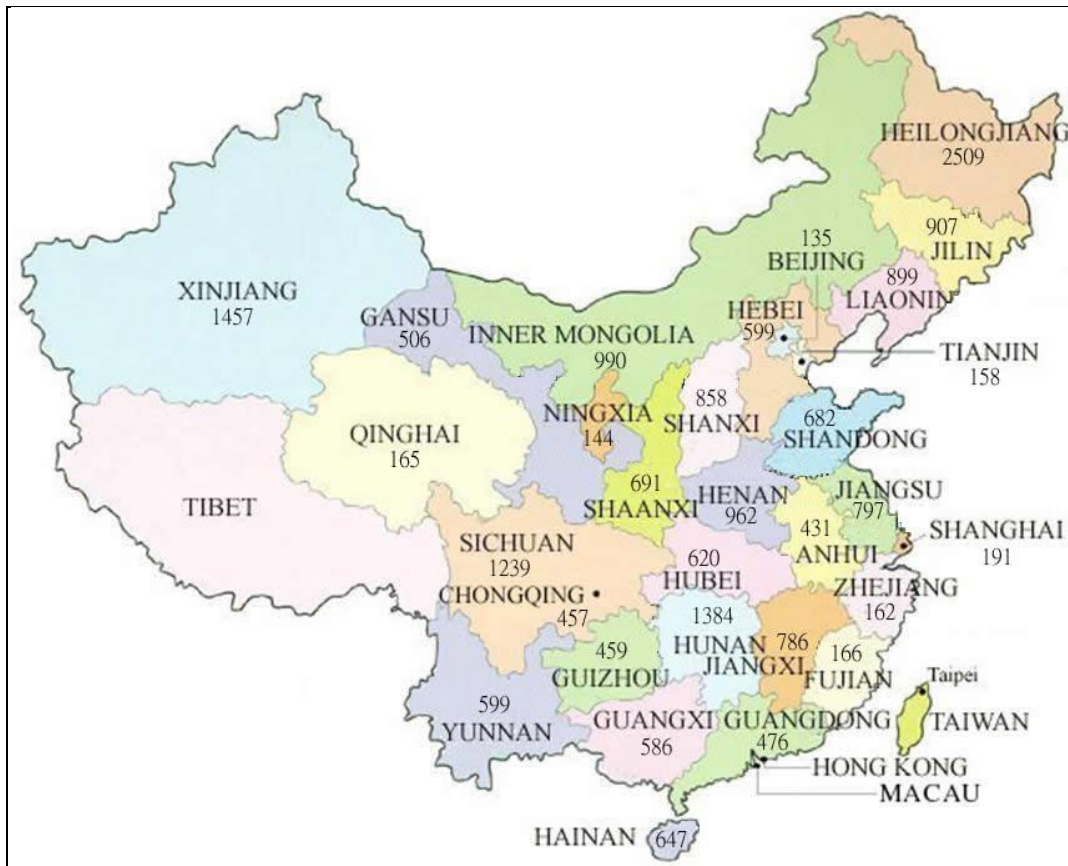 HEILONGJIANG
2509
907
JILIN
135
BEIJING
899
LIAONIN
XINJIANG
1457
GANSU
506
INNER MONGOLIA
990
HEBEI
599
TIANJIN
158
858
SHANXI
NINGXIA
144
682
SHANDONG
QINGHAI
165
TIBET
691
SHAANXI
HENAN
962
JIANGSU
797
431
ANHUI
SHANGHAI
191
SICHUAN
1239
CHONGQING
457
620
HUBEI
ZHEJIANG
162
1384
HUNAN
786
JIANGXI
166
FUJIAN
459
GUIZHOU
599
YUNNAN
GUANGXI
586
GUANGDONG
476
Taipei
TAIWAN
HONG KONG
MACAU
HAINAN
647